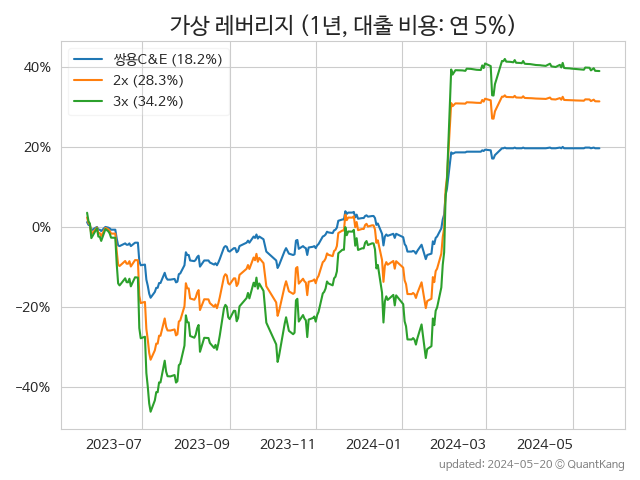 가상 레버리지 (1년, 대출 비용: 연 5%)
쌍용C&E (18.2%)
2x (28.3%)
3x (34.2%)
40%
20%
0%
−20%
−40%
2023-07
2023-09
2023-11
2024-01
2024-03
2024-05
updated: 2024-05-20 © QuantKang